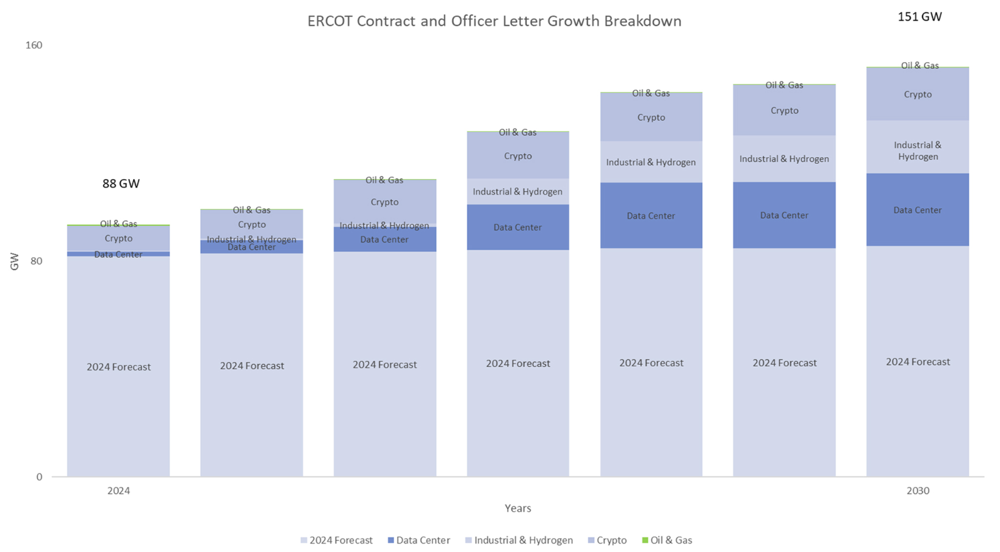 ERCOT Contract and Officer Letter Growth Breakdown
151 GW
160
88 GW
80
0
GW
Oil & Gas
Crypto
Data Center
2024 Forecast
Oil & Gas
Crypto
Industrial & Hydrogen
Data Center
2024 Forecast
Oil & Gas
Crypto
Industrial & Hydrogen
Data Center
2024 Forecast
Oil & Gas
Crypto
Industrial & Hydrogen
Data Center
2024 Forecast
Oil & Gas
Crypto
Industrial & Hydrogen
Data Center
2024 Forecast
Oil & Gas
Crypto
Industrial & Hydrogen
Data Center
2024 Forecast
Oil & Gas
Crypto
Industrial &
Hydrogen
Data Center
2024 Forecast
2024
2030
Years
2024 Forecast
Data Center
Industrial & Hydrogen
Crypto
Oil & Gas